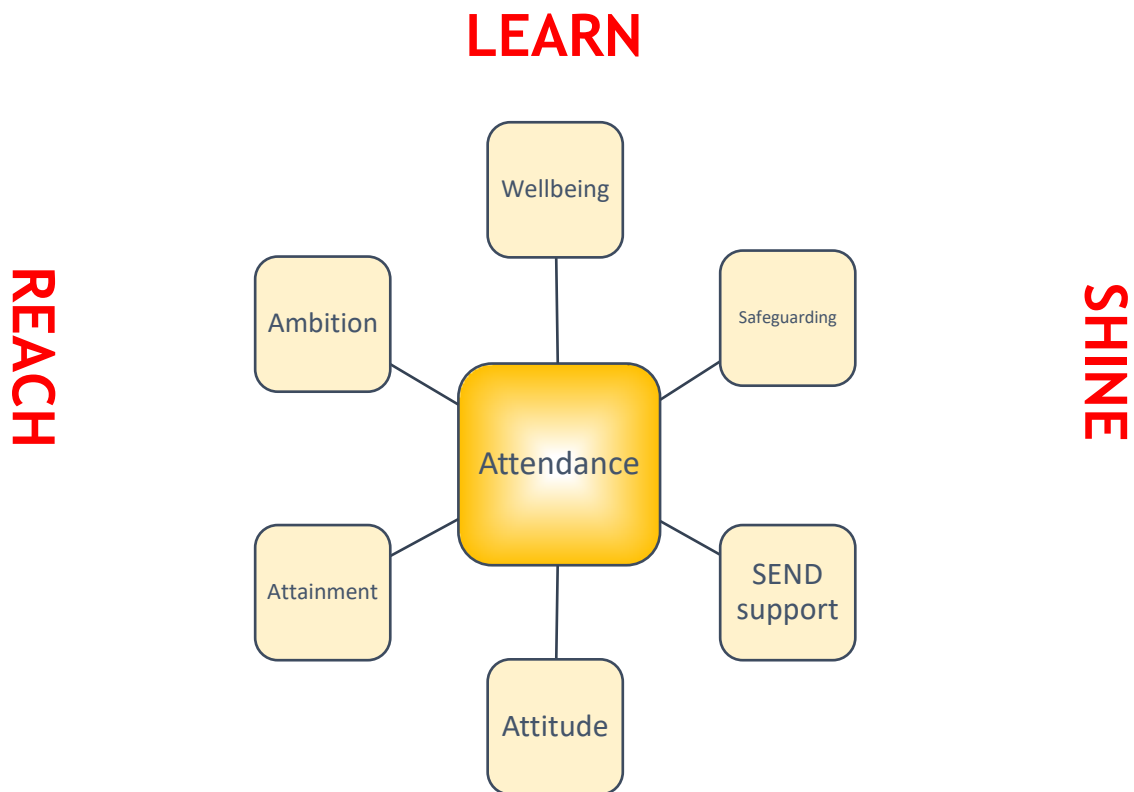 LEARN
Wellbeing
Ambition
Safeguarding
REACH
SHINE
Attendance
Attainment
SEND
support
Attitude